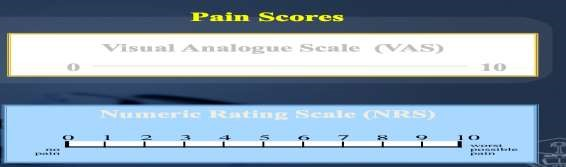 Pain Scores
Visual Analogue Scale (VAS)
0 10
Numeric Rating Scale (NRS)
0 1 2 3 4 5 6 7 8 9 10
no pain
worst possible pain